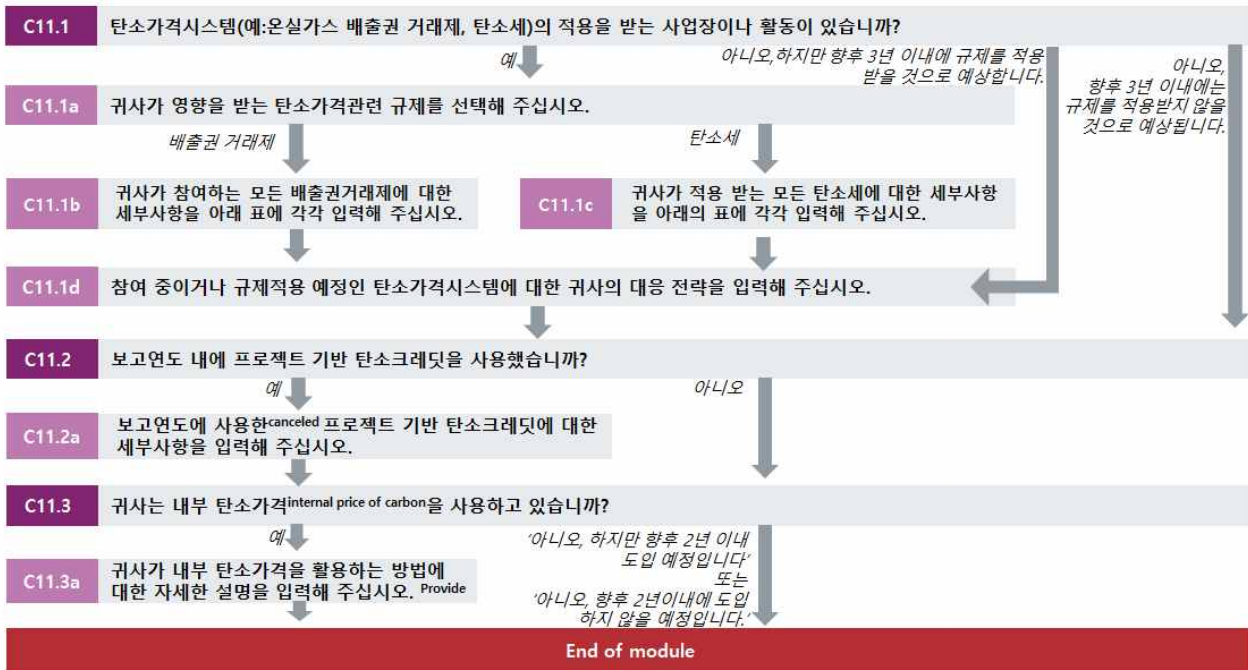 C11.1 탄소가격시스템(예:온실가스 배출권 거래제, 탄소세)의 적용을 받는 사업장이나 활동이 있습니까?
예
아니오,하지만 향후 3년 이내에 규제를 적용
받을 것으로 예상합니다.
아니오,
향후 3년 이내에는
규제를 적용받지 않을
것으로 예상됩니다.
C11.1a 귀사가 영향을 받는 탄소가격관련 규제를 선택해 주십시오.
배출권 거래제
탄소세
C11.1b 귀사가 참여하는 모든 배출권거래제에 대한
세부사항을 아래 표에 각각 입력해 주십시오.
C11.1c 귀사가 적용 받는 모든 탄소세에 대한 세부사항
을 아래의 표에 각각 입력해 주십시오.
C11.1d 참여 중이거나 규제적용 예정인 탄소가격시스템에 대한 귀사의 대응 전략을 입력해 주십시오.
C11.2 보고연도 내에 프로젝트 기반 탄소크레딧을 사용했습니까?
예
아니오
C11.2a 보고연도에 사용한canceled 프로젝트 기반 탄소크레딧에 대한
세부사항을 입력해 주십시오.
C11.3 귀사는 내부 탄소가격internal price of carbon을 사용하고 있습니까?
예
'아니오, 하지만 향후 2년 이내
도입 예정입니다'
또는
'아니오, 향후 2년이내에 도입
하지 않을 예정입니다.'
C11.3a 귀사가 내부 탄소가격을 활용하는 방법에
대한 자세한 설명을 입력해 주십시오. Provide
End of module